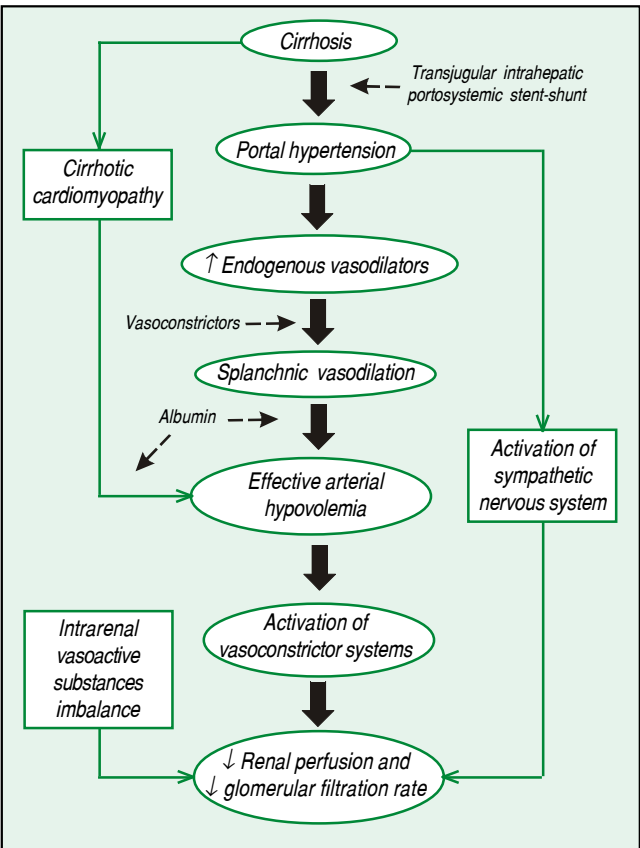 Cirrhosis
Transjugular intrahepatic
portosystemic stent-shunt
Portal hypertension
Cirrhotic
cardiomyopathy
↑ Endogenous vasodilators
Vasoconstrictors
Splanchnic vasodilation
Albumin
Effective arterial
hypovolemia
Activation of
sympathetic
nervous system
Activation of
vasoconstrictor systems
Intrarenal
vasoactive
substances
imbalance
↓ Renal perfusion and
↓ glomerular filtration rate